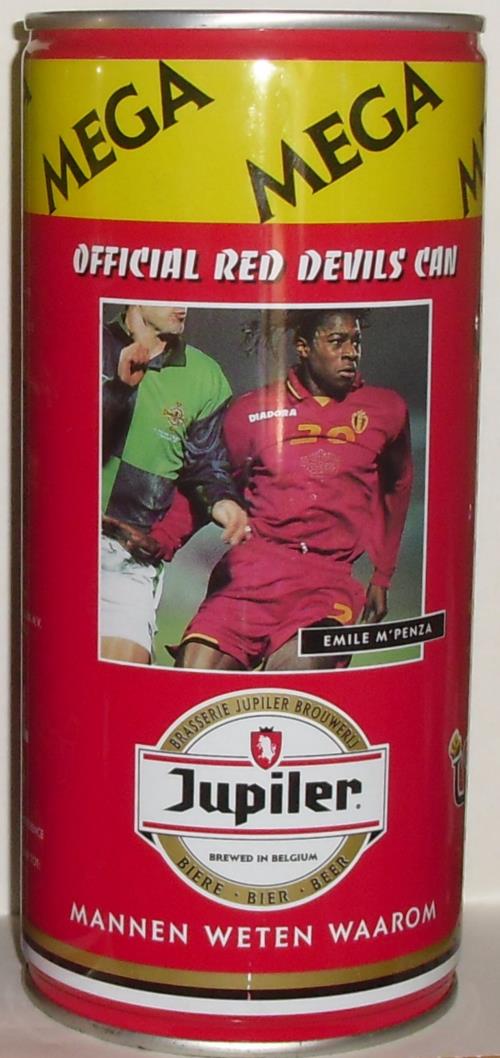 MEGA MEGA
OFFICIAL RED DEVILS CAN
DIADORA
20
EMILE M'PENZA
BRASSERIE JUPILER BROUWERIJ
Jupiler
BREWED IN BELGIUM
BIERE · BIER · BEER
MANNEN WETEN WAAROM